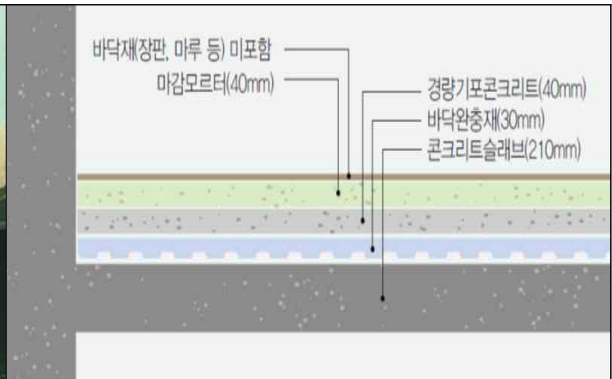 바닥재(장판, 마루 등) 미포함
마감모르터(40mm)
경량기포콘크리트(40mm)
바닥완충재(30mm)
콘크리트슬래브(210mm)